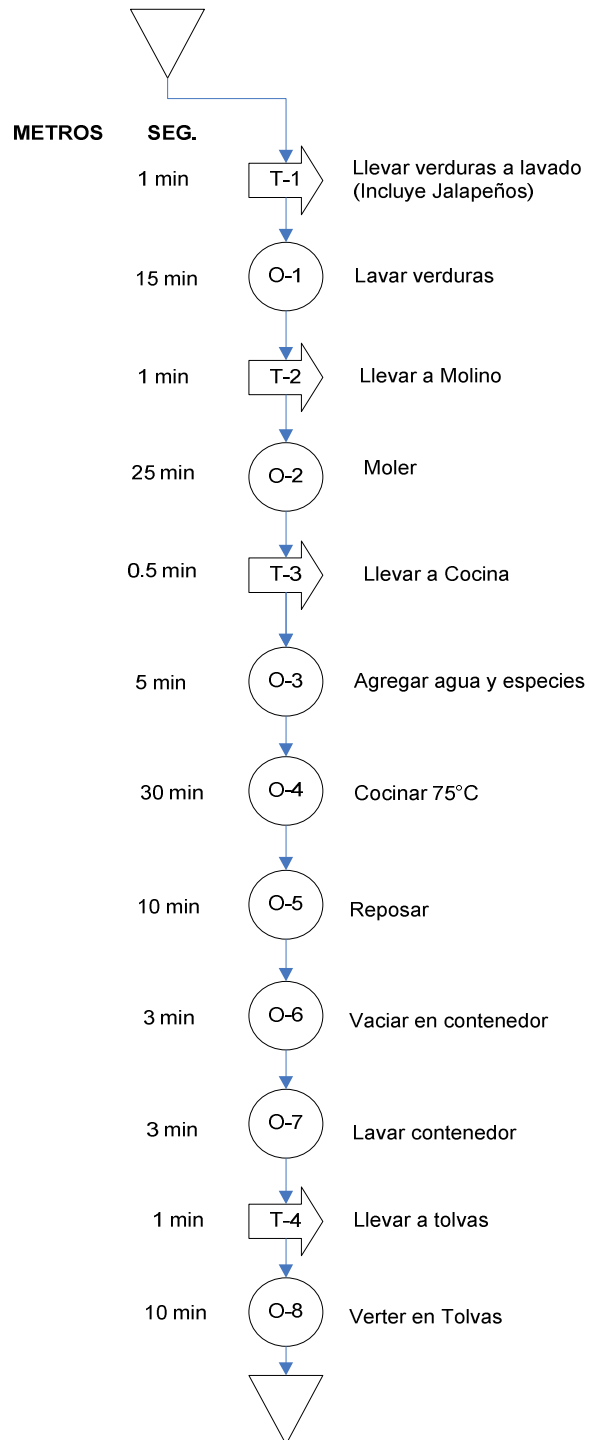 METROS SEG.
1 min T-1 Llevar verduras a lavado
(Incluye Jalapeños)
15 min O-1 Lavar verduras
1 min T-2 Llevar a Molino
25 min O-2 Moler
0.5 min T-3 Llevar a Cocina
5 min O-3 Agregar agua y especies
30 min O-4 Cocinar 75°C
10 min O-5 Reposar
3 min O-6 Vaciar en contenedor
3 min O-7 Lavar contenedor
1 min T-4 Llevar a tolvas
10 min O-8 Verter en Tolvas